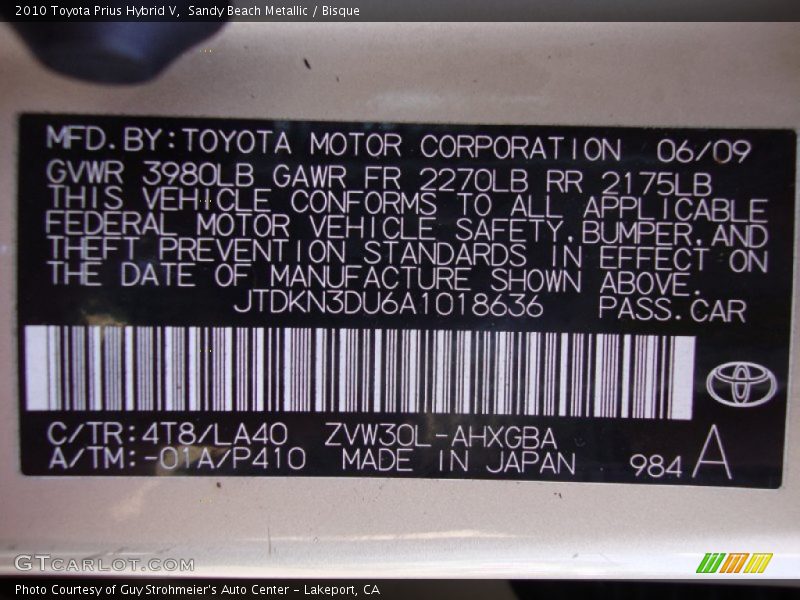 2010 Toyota Prius Hybrid V, Sandy Beach Metallic / Bisque
MFD.BY:TOYOTA MOTOR CORPORATION 06/09
GVWR 3980LB GAWR FR 2270LB RR 2175LB
THIS VEHICLE CONFORMS TO ALL APPLICABLE
FEDERAL MOTOR VEHICLE SAFETY,BUMPER,AND
THEFT PREVENTION STANDARDS IN EFFECT ON
THE DATE OF MANUFACTURE SHOWN ABOVE.
JTDKN3DU6A1018636 PASS.CAR
C/TR:4T8/LA40 ZVW30L-AHXGBA
A/TM:-01A/P410 MADE IN JAPAN 984 A
GTCARLOT.COM
Photo Courtesy of Guy Strohmeier's Auto Center - Lakeport, CA